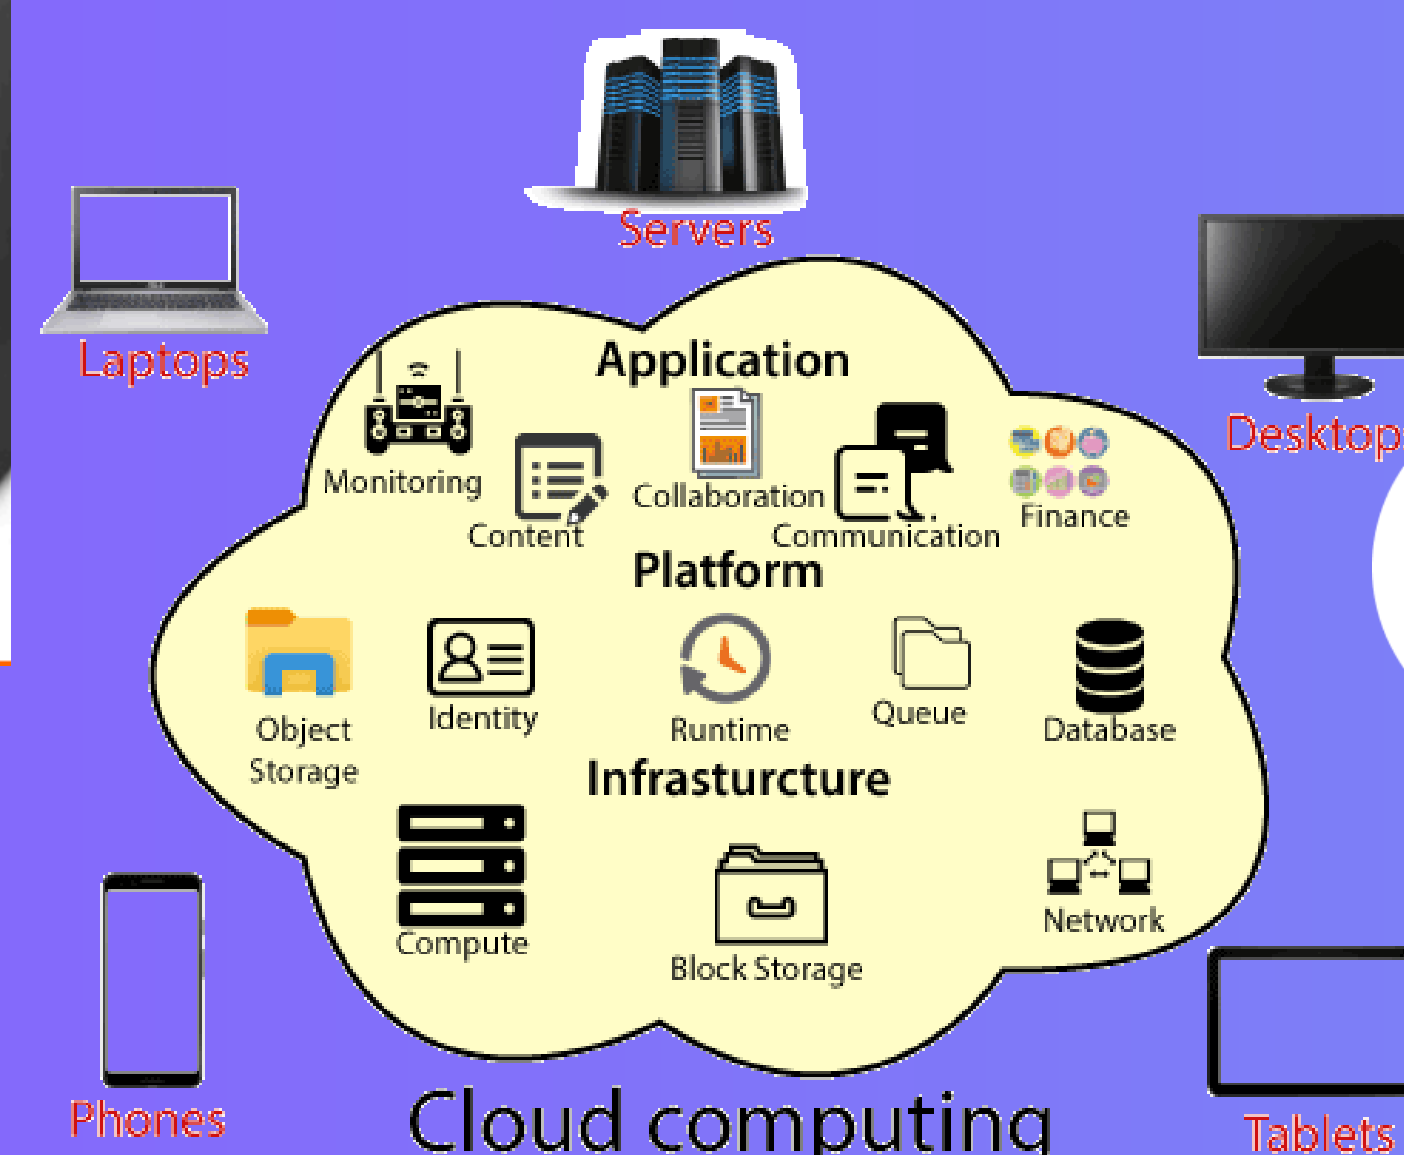 Servers
Laptops
Desktop
Application
Monitoring
Content
Collaboration
Communication
Finance
Platform
Object
Storage
Identity
Runtime
Queue
Database
Infrasturcture
Compute
Block Storage
Network
Phones
Cloud computing
Tablets